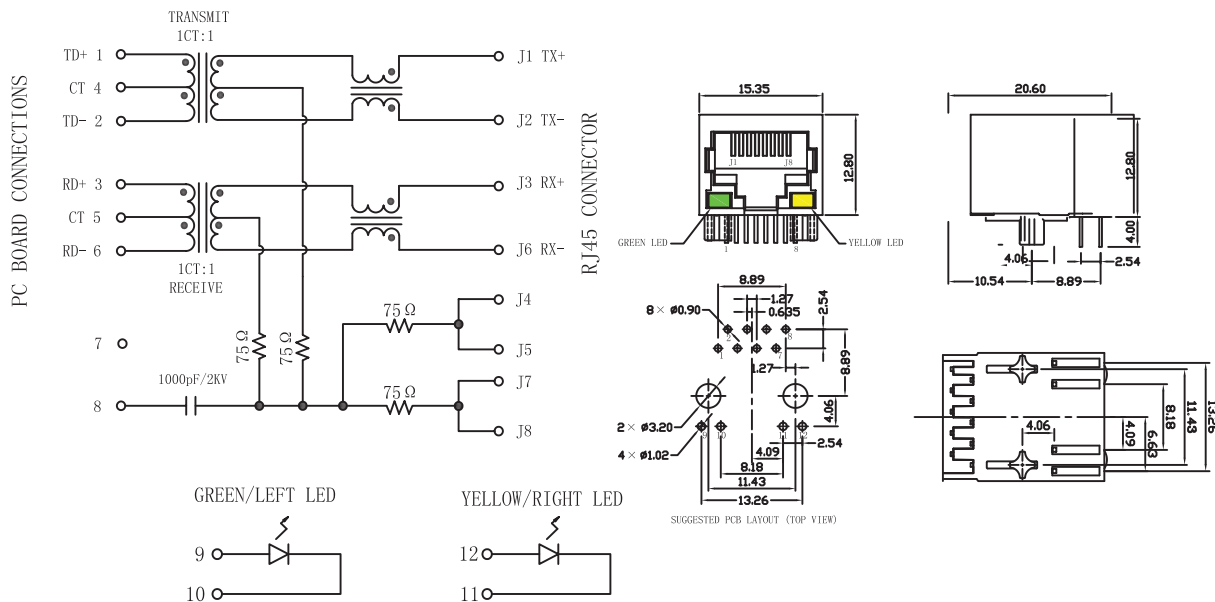 TRANSMIT
1CT:1
TD+ 1
CT 4
TD- 2
J1 TX+
J2 TX-
RD+ 3
CT 5
RD- 6
J3 RX+
J6 RX-
1CT:1
RECEIVE
PC BOARD CONNECTIONS
RJ45 CONNECTOR
75Ω
75Ω
75Ω
75Ω
J4
J5
J7
J8
7
8
1000pF/2KV
GREEN/LEFT LED
9
10
YELLOW/RIGHT LED
12
11
15.35
12.80
J1
J8
GREEN LED
YELLOW LED
1
8
20.60
12.80
4.00
4.06
2.54
10.54
8.89
8.89
1.27
0.635
2.54
8 × ø0.90
2
8
1
7
8.89
1.27
4.06
2 × ø3.20
4 × ø1.02
9
10
11
12
2.54
4.09
8.18
11.43
13.26
SUGGESTED PCB LAYOUT (TOP VIEW)
4.06
4.09
8.18
6.63
11.43
13.26